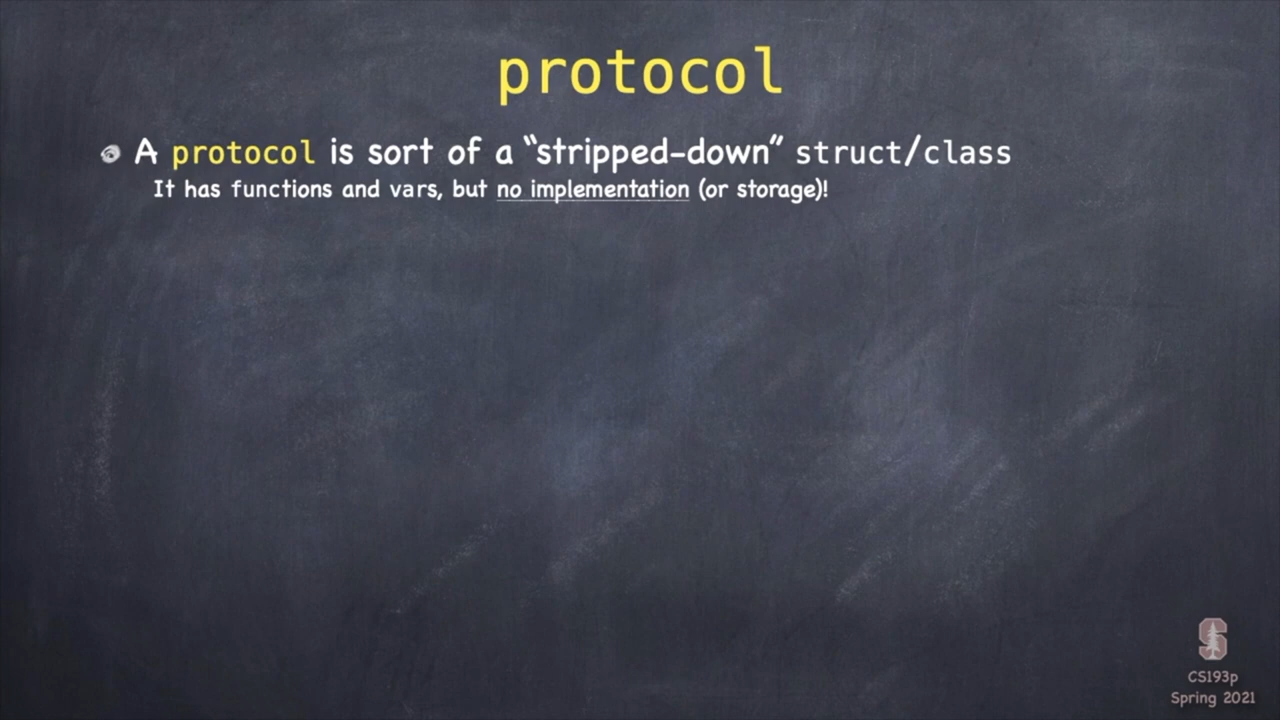 protocol
A protocol is sort of a “stripped-down” struct/class
It has functions and vars, but no implementation (or storage)!
S
CS193p
Spring 2021